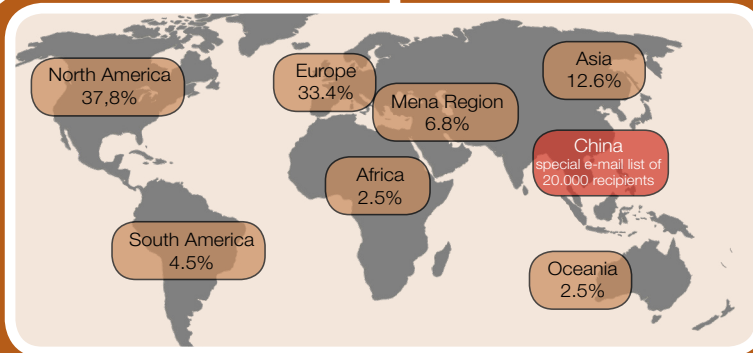 North America
37,8%
Europe
33.4%
Mena Region
6.8%
Asia
12.6%
China
special e-mail list of
20.000 recipients
Africa
2.5%
South America
4.5%
Oceania
2.5%